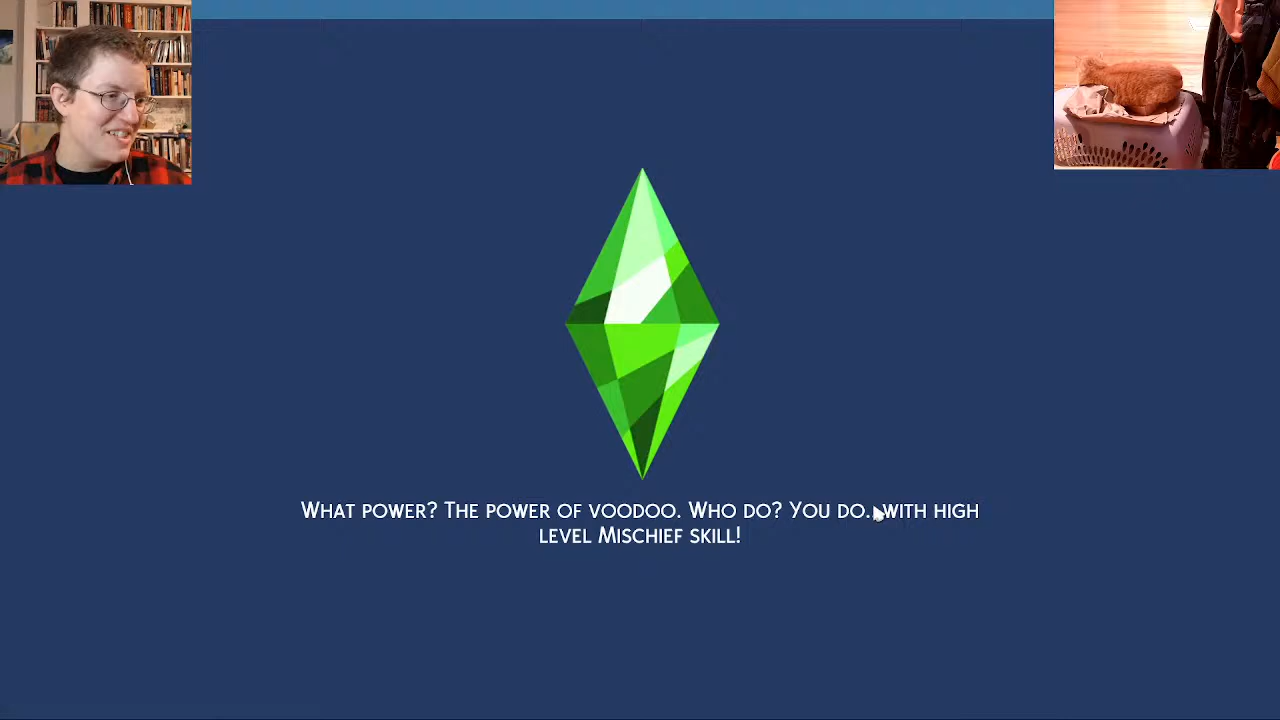 What power? The power of voodoo. Who do? You do...with high
level Mischief skill!